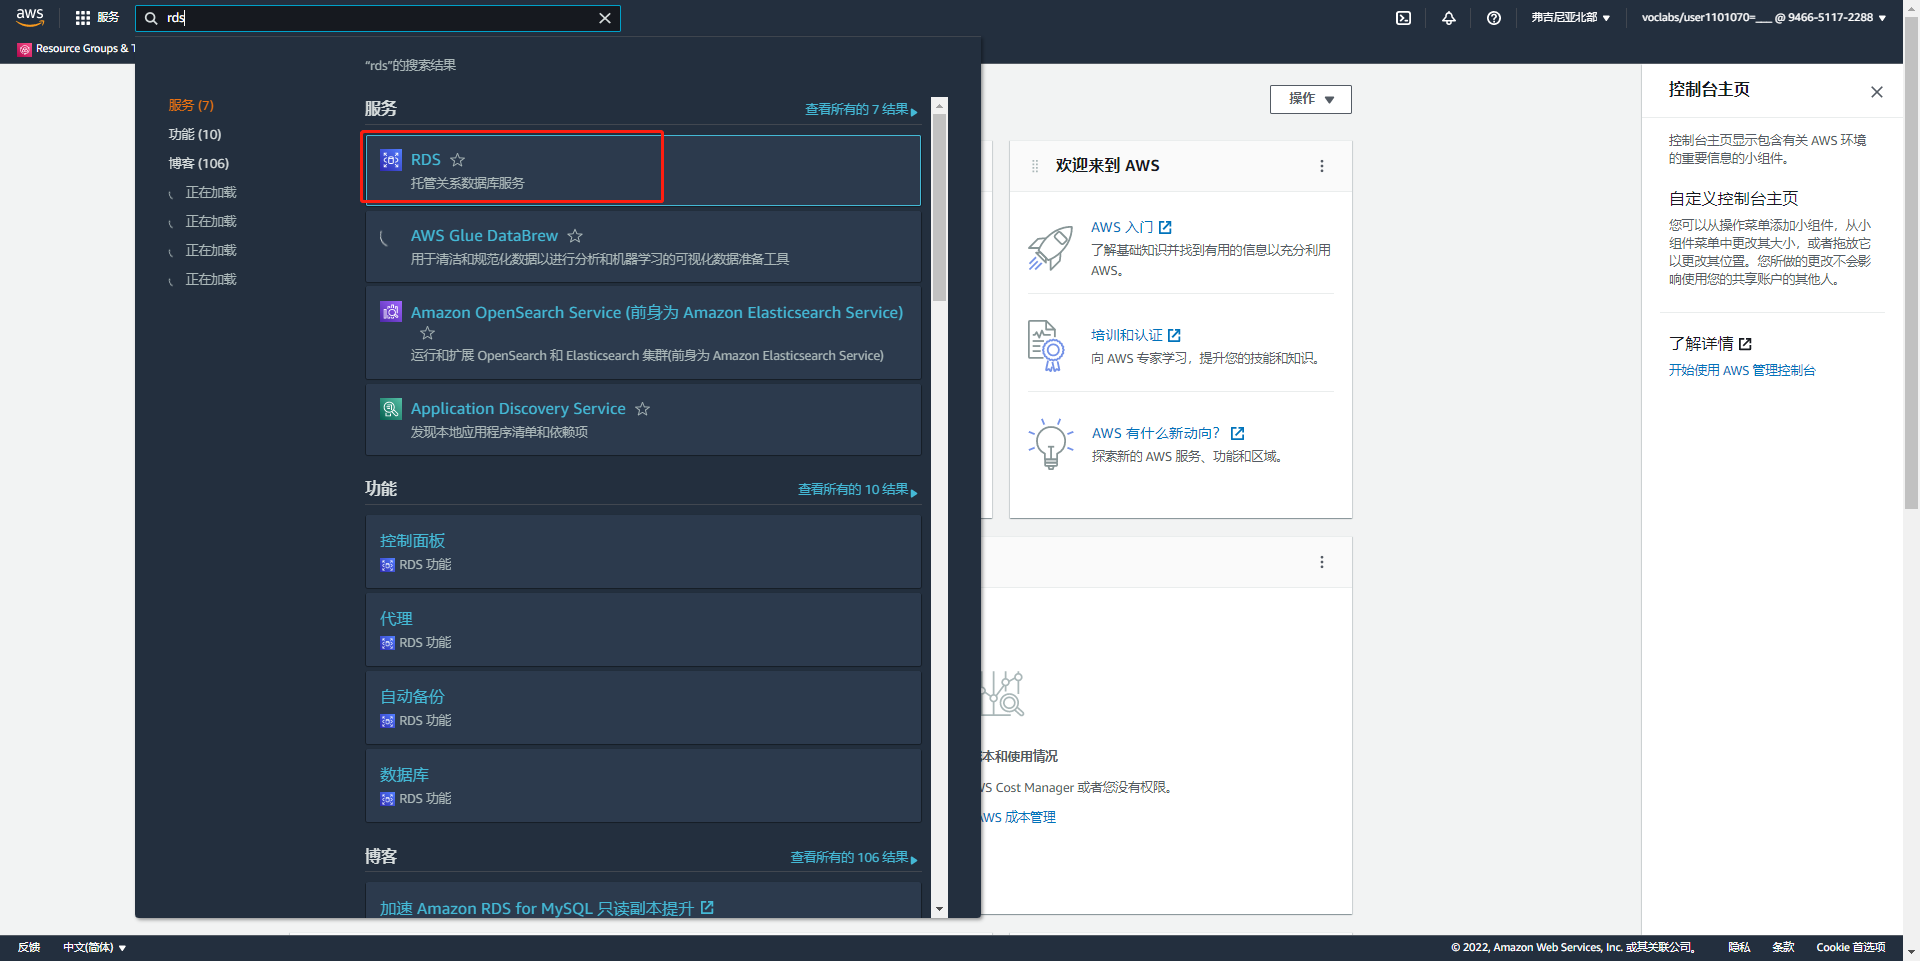 aws
服务
rds
弗吉尼亚北部
voclabs/user1101070=___ @ 9466-5117-2288
Resource Groups & T
"rds"的搜索结果
服务 (7)
功能 (10)
博客 (106)
正在加载
正在加载
正在加载
正在加载
服务
查看所有的 7 结果
RDS
托管关系数据库服务
AWS Glue DataBrew
用于清洁和规范化数据以进行分析和机器学习的可视化数据准备工具
Amazon OpenSearch Service (前身为 Amazon Elasticsearch Service)
运行和扩展 OpenSearch 和 Elasticsearch 集群(前身为 Amazon Elasticsearch Service)
Application Discovery Service
发现本地应用程序清单和依赖项
功能
查看所有的 10 结果
控制面板
RDS 功能
代理
RDS 功能
自动备份
RDS 功能
数据库
RDS 功能
博客
查看所有的 106 结果
加速 Amazon RDS for MySQL 只读副本提升
操作
欢迎来到 AWS
AWS 入门
了解基础知识并找到有用的信息以充分利用
AWS。
培训和认证
向 AWS 专家学习，提升您的技能和知识。
AWS 有什么新动向？
探索新的 AWS 服务、功能和区域。
本和使用情况
WS Cost Manager 或者您没有权限。
AWS 成本管理
控制台主页
控制台主页显示包含有关 AWS 环境
的重要信息的小组件。
自定义控制台主页
您可以从操作菜单添加小组件，从小
组件菜单中更改其大小，或者拖放它
以更改其位置。您所做的更改不会影
响使用您的共享账户的其他人。
了解详情
开始使用 AWS 管理控制台
反馈
中文(简体)
© 2022, Amazon Web Services, Inc. 或其关联公司。
隐私
条款
Cookie 首选项